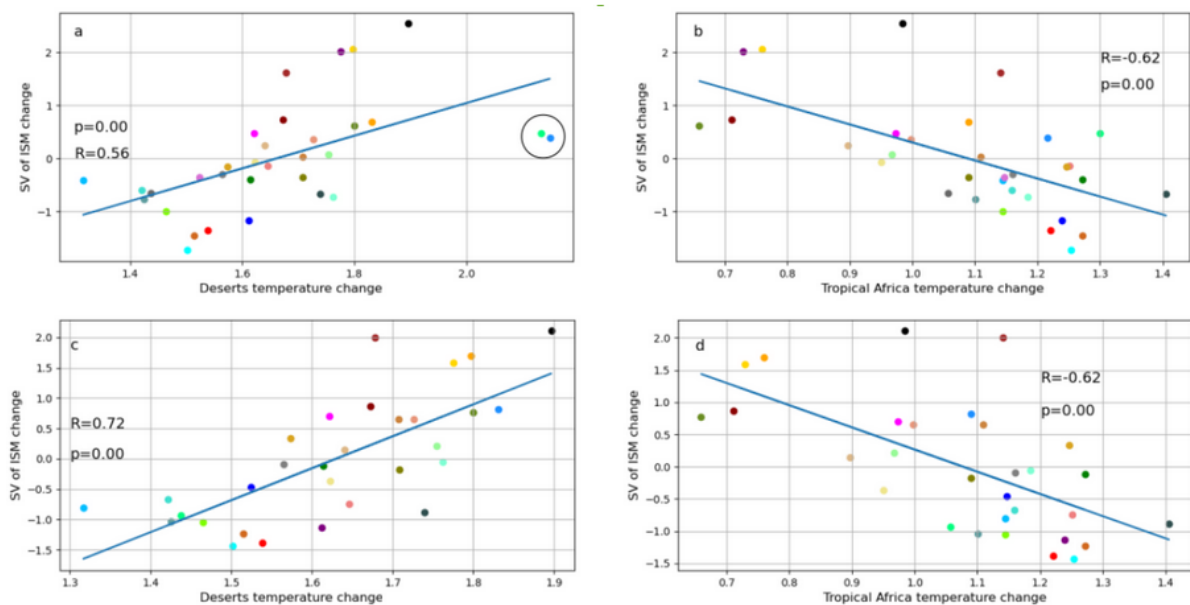 a
p=0.00
R=0.56
SV of ISM change
2
1
0
−1
1.4 1.6 1.8 2.0
Deserts temperature change
b
R=-0.62
p=0.00
SV of ISM change
2
1
0
−1
0.7 0.8 0.9 1.0 1.1 1.2 1.3 1.4
Tropical Africa temperature change
c
R=0.72
p=0.00
SV of ISM change
2.0
1.5
1.0
0.5
0.0
−0.5
−1.0
−1.5
1.3 1.4 1.5 1.6 1.7 1.8 1.9
Deserts temperature change
d
R=-0.62
p=0.00
SV of ISM change
2.0
1.5
1.0
0.5
0.0
−0.5
−1.0
−1.5
0.7 0.8 0.9 1.0 1.1 1.2 1.3 1.4
Tropical Africa temperature change